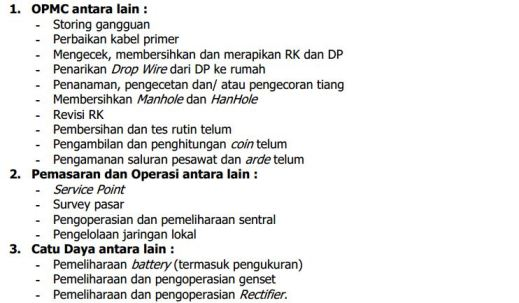 1. OPMC antara lain :
- Storing gangguan
- Perbaikan kabel primer
- Mengecek, membersihkan dan merapikan RK dan DP
- Penarikan Drop Wire dari DP ke rumah
- Penanaman, pengecetan dan/ atau pengecoran tiang
- Membersihkan Manhole dan HanHole
- Revisi RK
- Pembersihan dan tes rutin telum
- Pengambilan dan penghitungan coin telum
- Pengamanan saluran pesawat dan arde telum
2. Pemasaran dan Operasi antara lain :
- Service Point
- Survey pasar
- Pengoperasian dan pemeliharaan sentral
- Pengelolaan jaringan lokal
3. Catu Daya antara lain :
- Pemeliharaan battery (termasuk pengukuran)
- Pemeliharaan dan pengoperasian genset
- Pemeliharaan dan pengoperasian Rectifier.